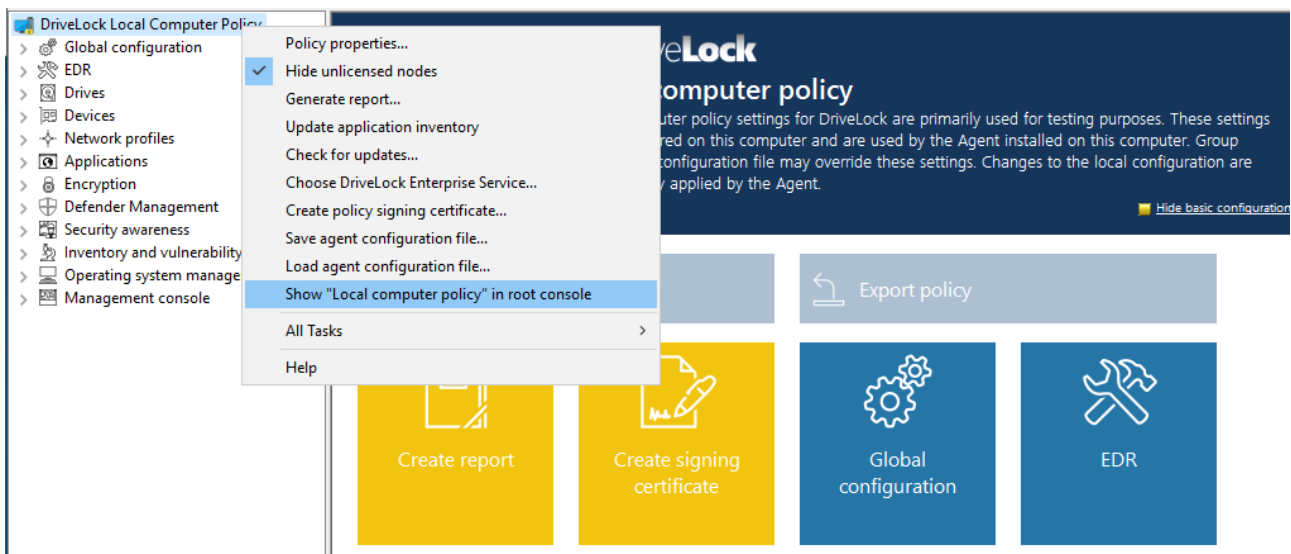 DriveLock Local Computer Policy
Global configuration
EDR
Drives
Devices
Network profiles
Applications
Encryption
Defender Management
Security awareness
Inventory and vulnerability
Operating system manage
Management console
Policy properties...
Hide unlicensed nodes
Generate report...
Update application inventory
Check for updates...
Choose DriveLock Enterprise Service...
Create policy signing certificate...
Save agent configuration file...
Load agent configuration file...
Show "Local computer policy" in root console
All Tasks
Help
eLock
omputer policy
uter policy settings for DriveLock are primarily used for testing purposes. These settings
red on this computer and are used by the Agent installed on this computer. Group
configuration file may override these settings. Changes to the local configuration are
y applied by the Agent.
Hide basic configuration
Export policy
Create report
Create signing
certificate
Global
configuration
EDR